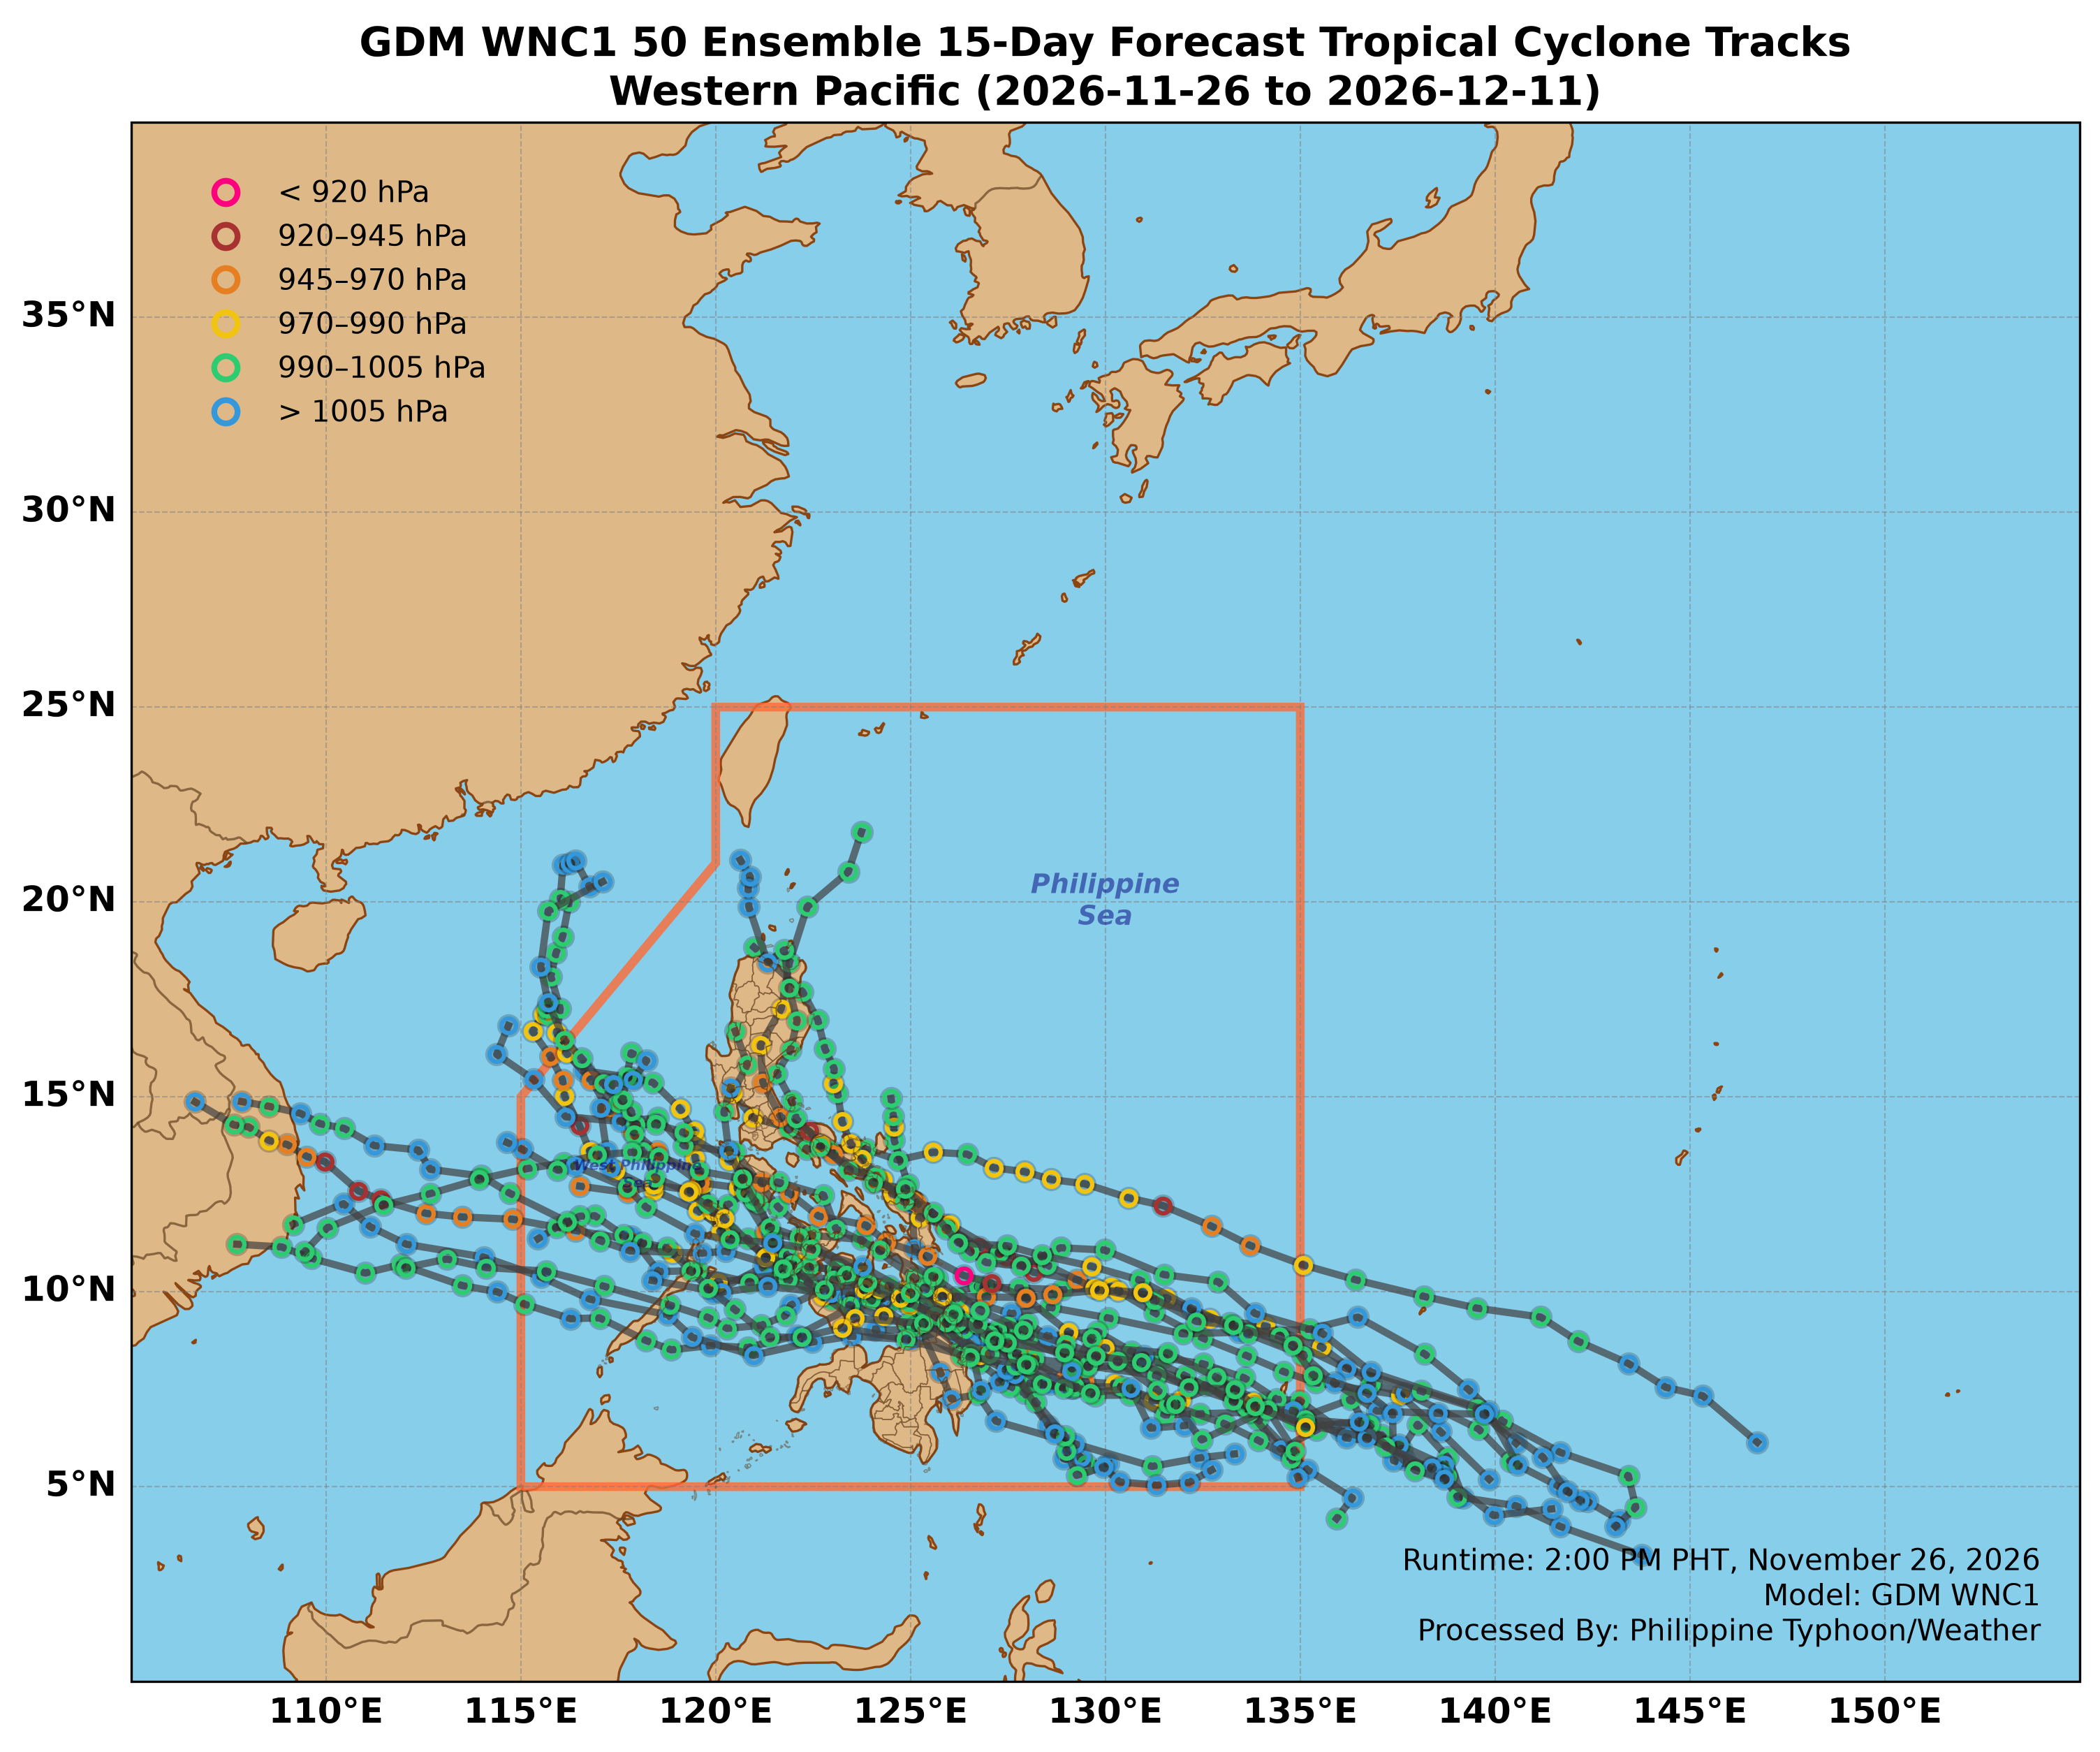 GDM WNC1 50 Ensemble 15-Day Forecast Tropical Cyclone Tracks
Western Pacific (2026-11-26 to 2026-12-11)
< 920 hPa
920–945 hPa
945–970 hPa
970–990 hPa
990–1005 hPa
> 1005 hPa
35°N
30°N
25°N
20°N
15°N
10°N
5°N
Philippine
Sea
West Philippine
Sea
Runtime: 2:00 PM PHT, November 26, 2026
Model: GDM WNC1
Processed By: Philippine Typhoon/Weather
110°E 115°E 120°E 125°E 130°E 135°E 140°E 145°E 150°E